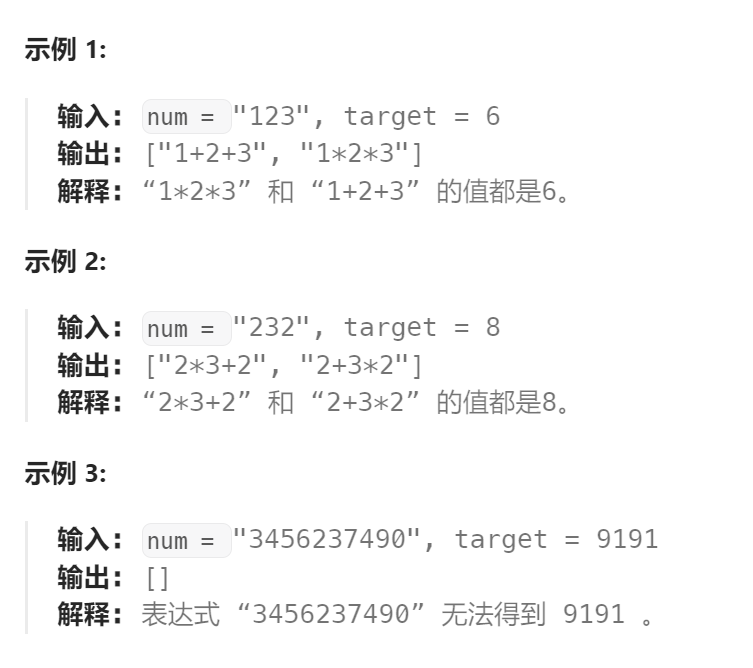 示例 1:
输入: num = "123", target = 6
输出: ["1+2+3", "1*2*3"]
解释: “1*2*3” 和 “1+2+3” 的值都是6。
示例 2:
输入: num = "232", target = 8
输出: ["2*3+2", "2+3*2"]
解释: “2*3+2” 和 “2+3*2” 的值都是8。
示例 3:
输入: num = "3456237490", target = 9191
输出: []
解释: 表达式 “3456237490” 无法得到 9191 。